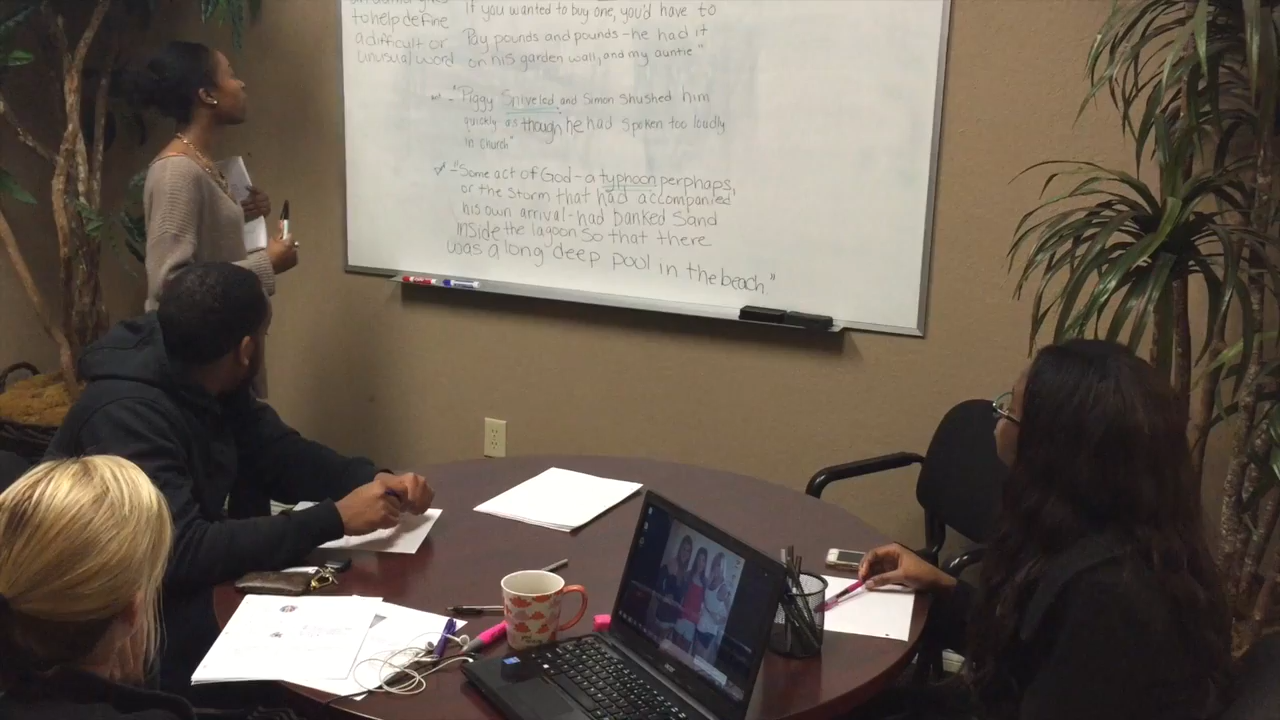 to help define
a difficult or
unusual word
If you wanted to buy one, you'd have to
Pay pounds and pounds - he had it
on his garden wall, and my auntie"
- "Piggy Sniveled and Simon shushed him
quickly as though he had spoken too loudly
in church"
- "Some act of God - a typhoon perphaps,
or the storm that had accompanied
his own arrival - had banked sand
inside the lagoon so that there
was a long deep pool in the beach."